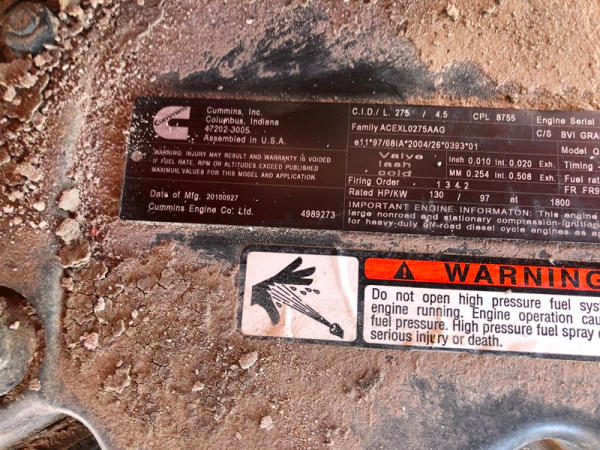 Cummins
Cummins, Inc.
Columbus, Indiana
47202-3005
Assembled in U.S.A.
WARNING: INJURY MAY RESULT AND WARRANTY IS VOIDED
IF FUEL RATE, RPM OR ALTITUDES EXCEED PUBLISHED
MAXIMUM VALUES FOR THIS MODEL AND APPLICATION.
Date of Mfg. 20100927
Cummins Engine Co: Ltd. 4989273
C.I.D./ L. 275 / 4.5 CPL 8755 Engine Serial
Family ACEXL0275AAG C/S BVI GRA
e11*97/68IA*2004/26*0393*01 Model Q
Valve lash cold Inch 0.010 Int. 0.020 Exh. Timing -
MM 0.254 Int. 0.508 Exh. Fuel rat
Firing Order 1 3 4 2 FR FR9
Rated HP/KW 130 / 97 at 1800
IMPORTANT ENGINE INFORMATON: This engine
large nonroad and stationary compression-ignition
for heavy-duty off-road diesel cycle engines as
WARNING
Do not open high pressure fuel sys
engine running. Engine operation cau
fuel pressure. High pressure fuel spray
serious injury or death.